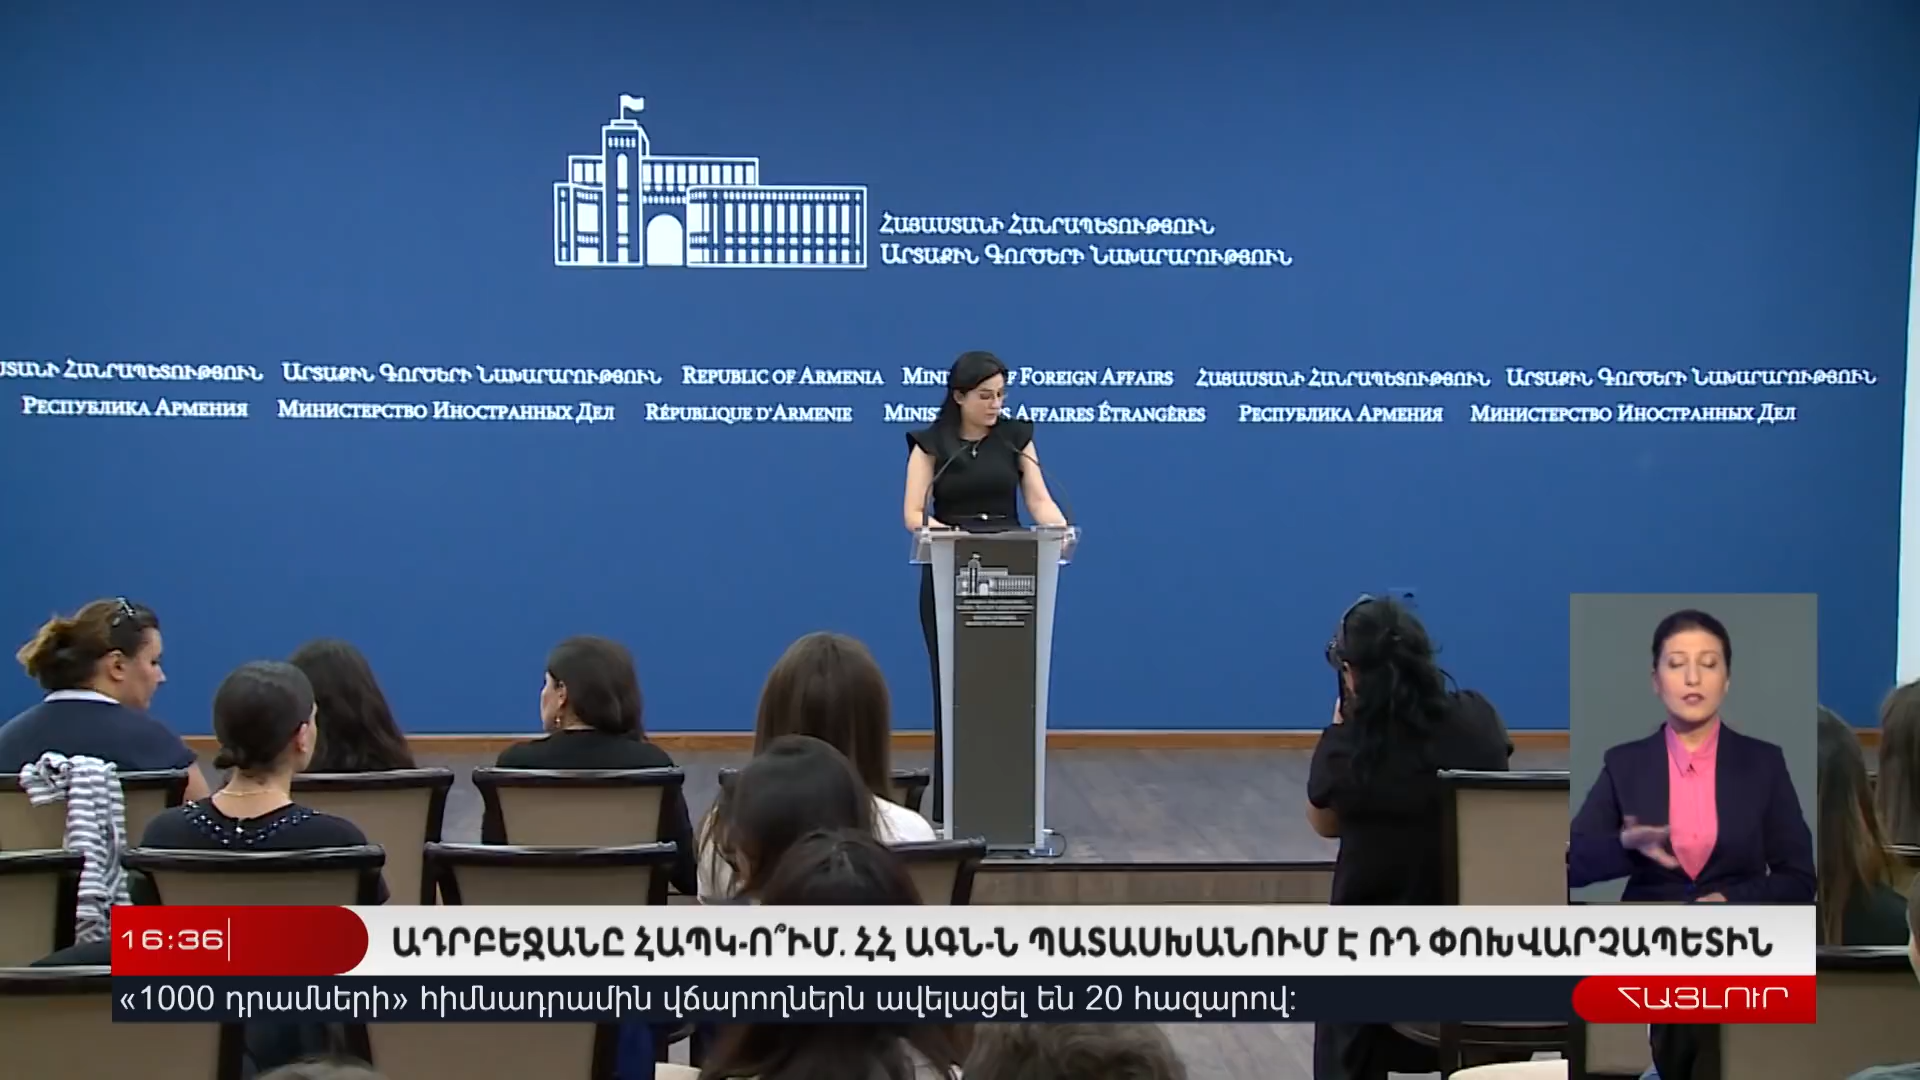 ՀԱՅԱՍՏԱՆԻ ՀԱՆՐԱՊԵՏՈՒԹՅՈՒՆ
ԱՐՏԱՔԻՆ ԳՈՐԾԵՐԻ ՆԱԽԱՐԱՐՈՒԹՅՈՒՆ
ՀԱՆՐԱՊԵՏՈՒԹՅՈՒՆ ԱՐՏԱՔԻՆ ԳՈՐԾԵՐԻ ՆԱԽԱՐԱՐՈՒԹՅՈՒՆ REPUBLIC OF ARMENIA FOREIGN AFFAIRS ՀԱՅԱՍՏԱՆԻ ՀԱՆՐԱՊԵՏՈՒԹՅՈՒՆ ԱՐՏԱՔԻՆ ԳՈՐԾԵՐԻ ՆԱԽԱՐԱՐՈՒԹՅՈՒՆ
РЕСПУБЛИКА АРМЕНИЯ МИНИСТЕРСТВО ИНОСТРАННЫХ ДЕЛ RÉPUBLIQUE D'ARMENIE AFFAIRES ÉTRANGÈRES РЕСПУБЛИКА АРМЕНИЯ МИНИСТЕРСТВО ИНОСТРАННЫХ ДЕЛ
16:36 ԱԴՐԲԵՋԱՆԸ ՀԱՊԿ-Ո՞ՒՄ. ՀՀ ԱԳՆ-Ն ՊԱՏԱՍԽԱՆՈՒՄ Է ՌԴ ՓՈԽՎԱՐՉԱՊԵՏԻՆ
«1000 դրամների» հիմնադրամին վճարողներն ավելացել են 20 հազարով: ՀԱՅԼՈՒՐ